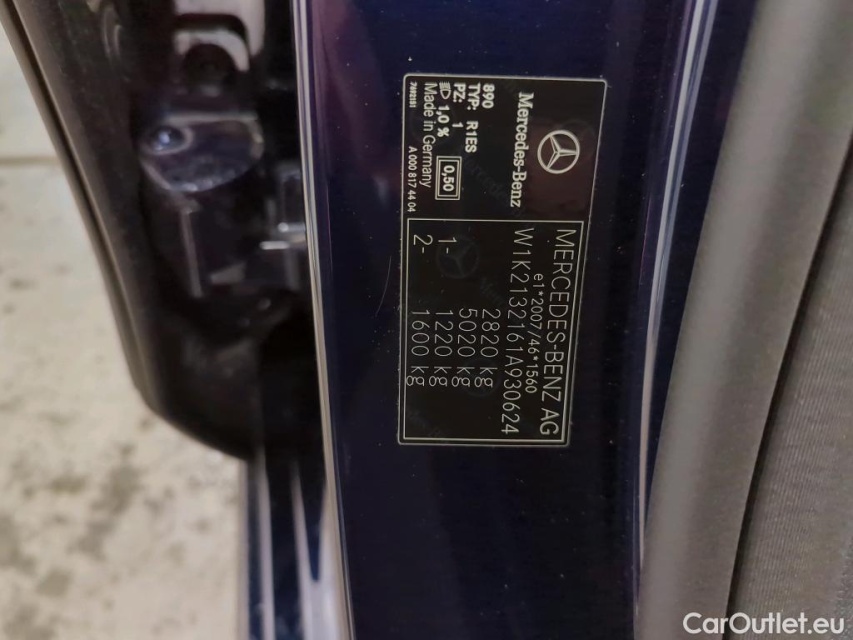 Mercedes-Benz
890
TYP: R1ES
PZ: 1
1,0 %
0,50
Made in Germany
7492151
A 000 817 44 04
MERCEDES-BENZ AG
e1*2007/46*1560
W1K2132161A930624
2820 kg
5020 kg
1- 1220 kg
2- 1600 kg
CarOutlet.eu